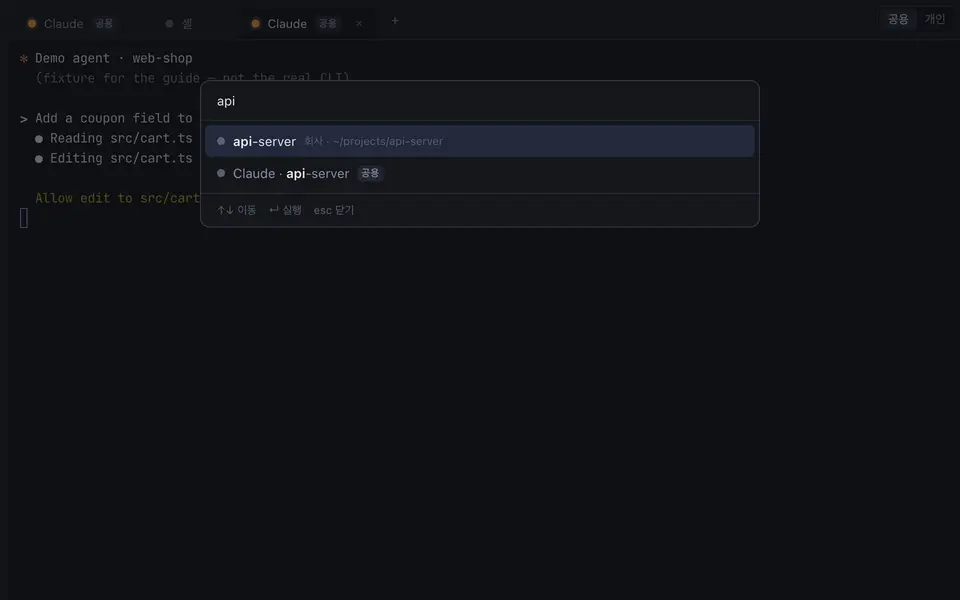 Claude 공용 셸 Claude 공용 × +
공용 개인
✻ Demo agent · web-shop
(fixture for the guide — not the real CLI)
api
> Add a coupon field to
● Reading src/cart.ts
● Editing src/cart.ts
Allow edit to src/cart
api-server 회사 · ~/projects/api-server
Claude · api-server 공용
↑↓ 이동 ↵ 실행 esc 닫기